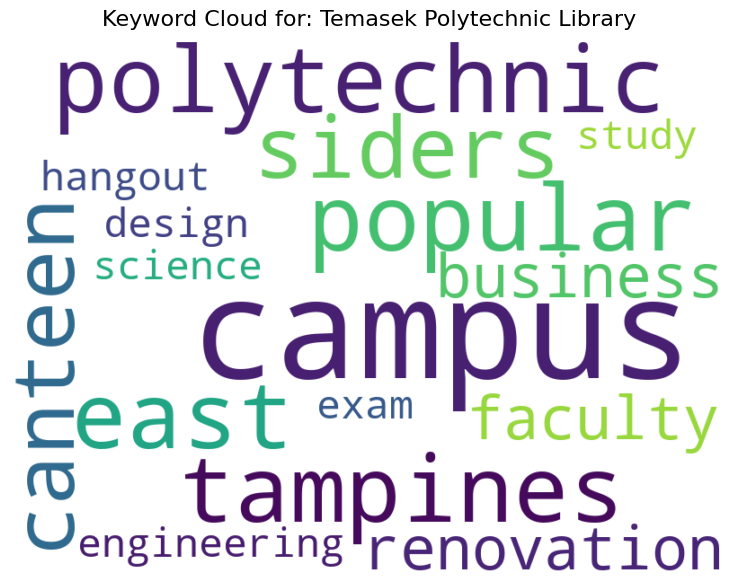 Keyword Cloud for: Temasek Polytechnic Library
polytechnic
siders
study
hangout
popular
design
canteen
science
business
campus
east
exam
faculty
tampines
engineering
renovation